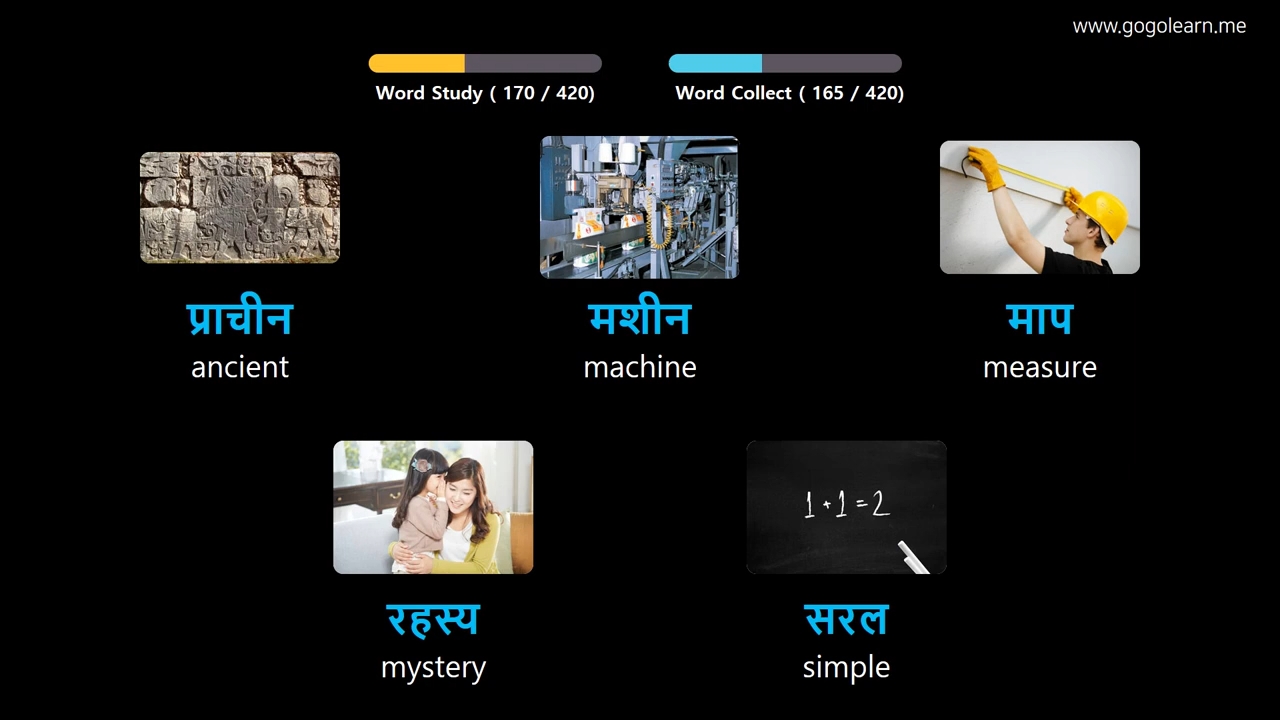 www.gogolearn.me
Word Study ( 170 / 420)
Word Collect ( 165 / 420)
प्राचीन
ancient
मशीन
machine
माप
measure
रहस्य
mystery
1+1=2
सरल
simple